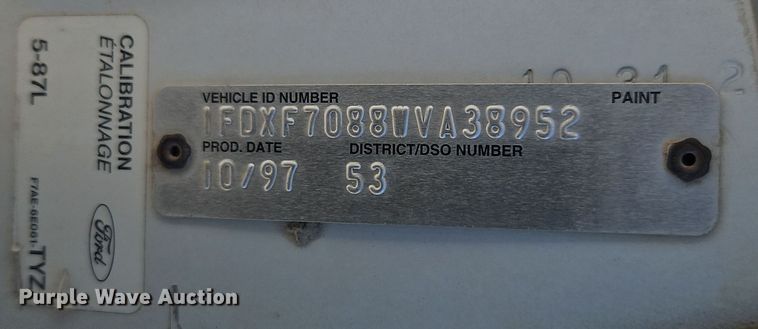 CALIBRATION
ÉTALONNAGE
5-87L
F7AE-6E061-TYZ
Ford
10 31 2
VEHICLE ID NUMBER PAINT
1FDXF7088WVA38952
PROD. DATE DISTRICT/DSO NUMBER
10/97 53
Purple Wave Auction